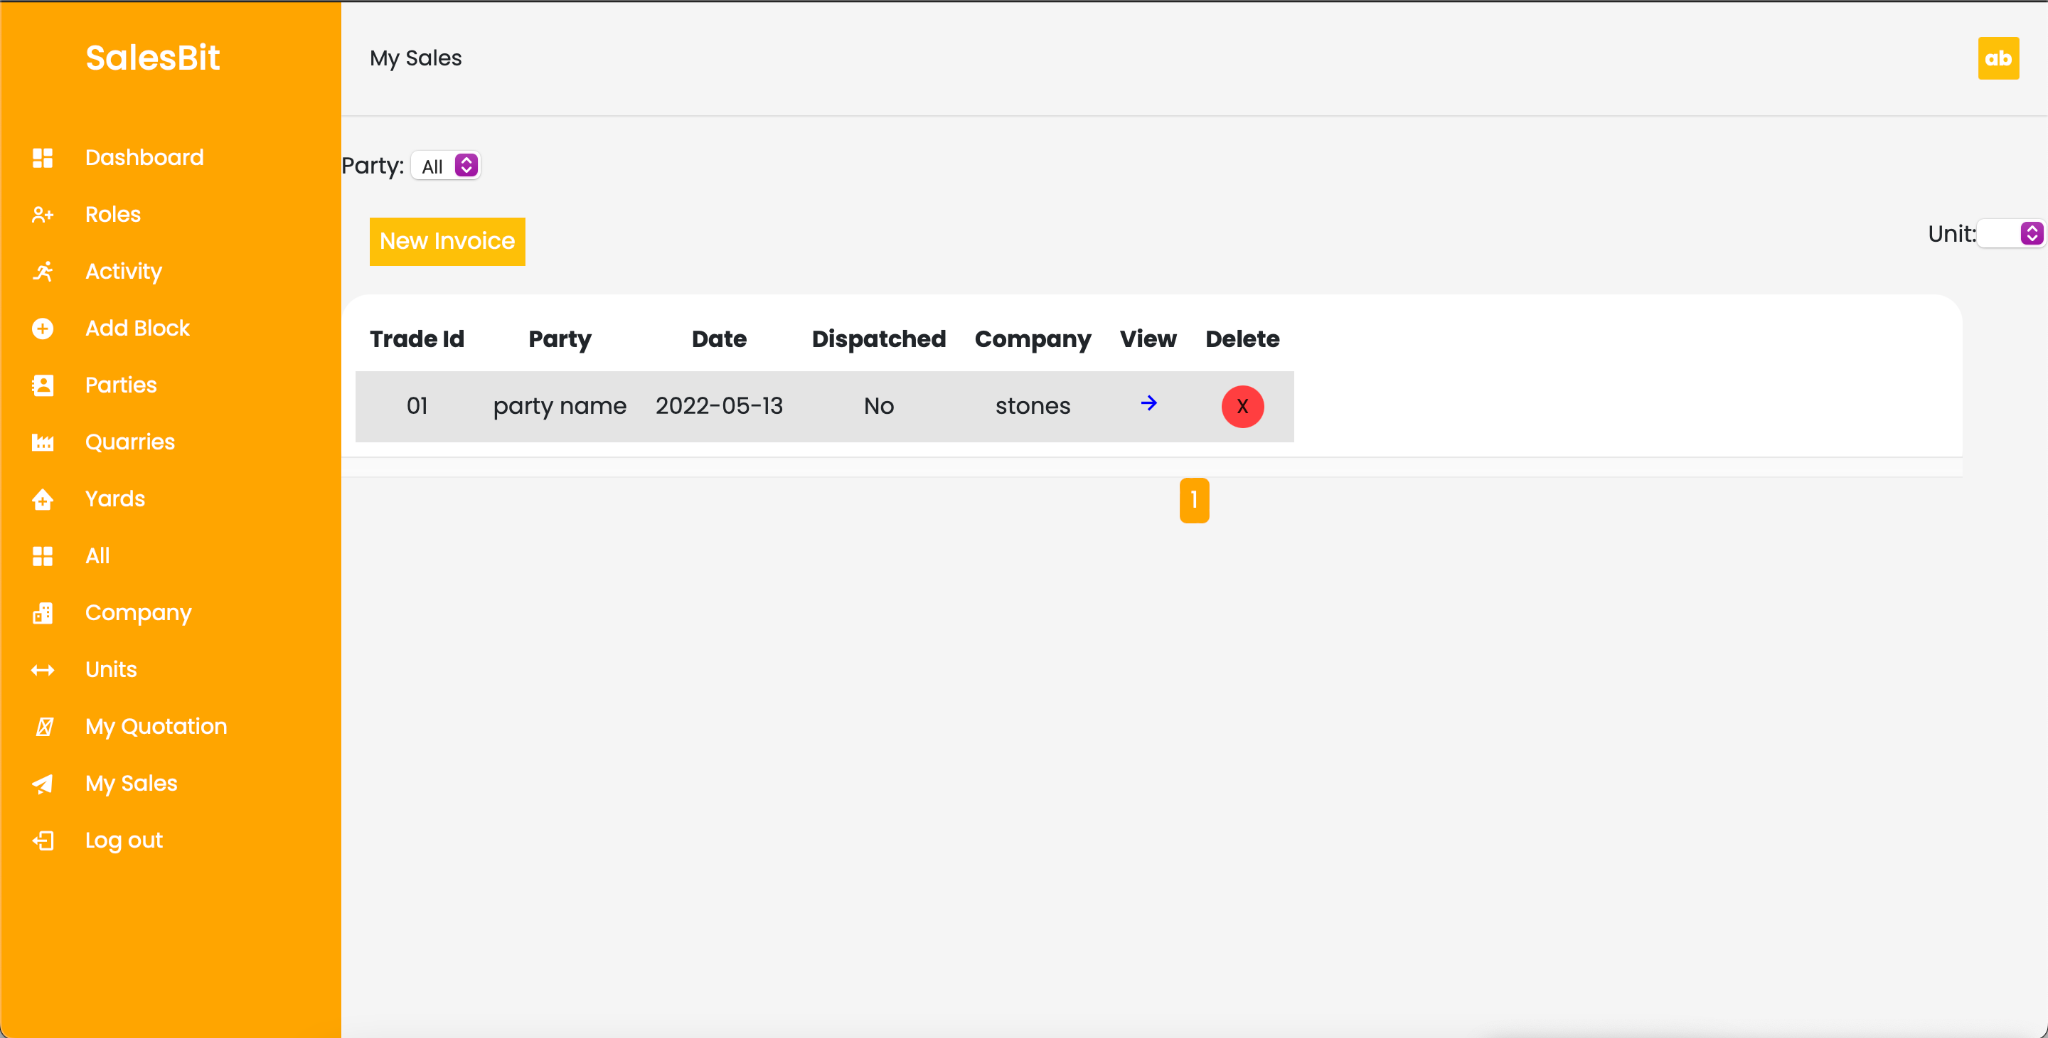 SalesBit
Dashboard
Roles
Activity
Add Block
Parties
Quarries
Yards
All
Company
Units
My Quotation
My Sales
Log out
My Sales
ab
Party: All
New Invoice
Unit:
Trade Id Party Date Dispatched Company View Delete
01 party name 2022-05-13 No stones → X
1